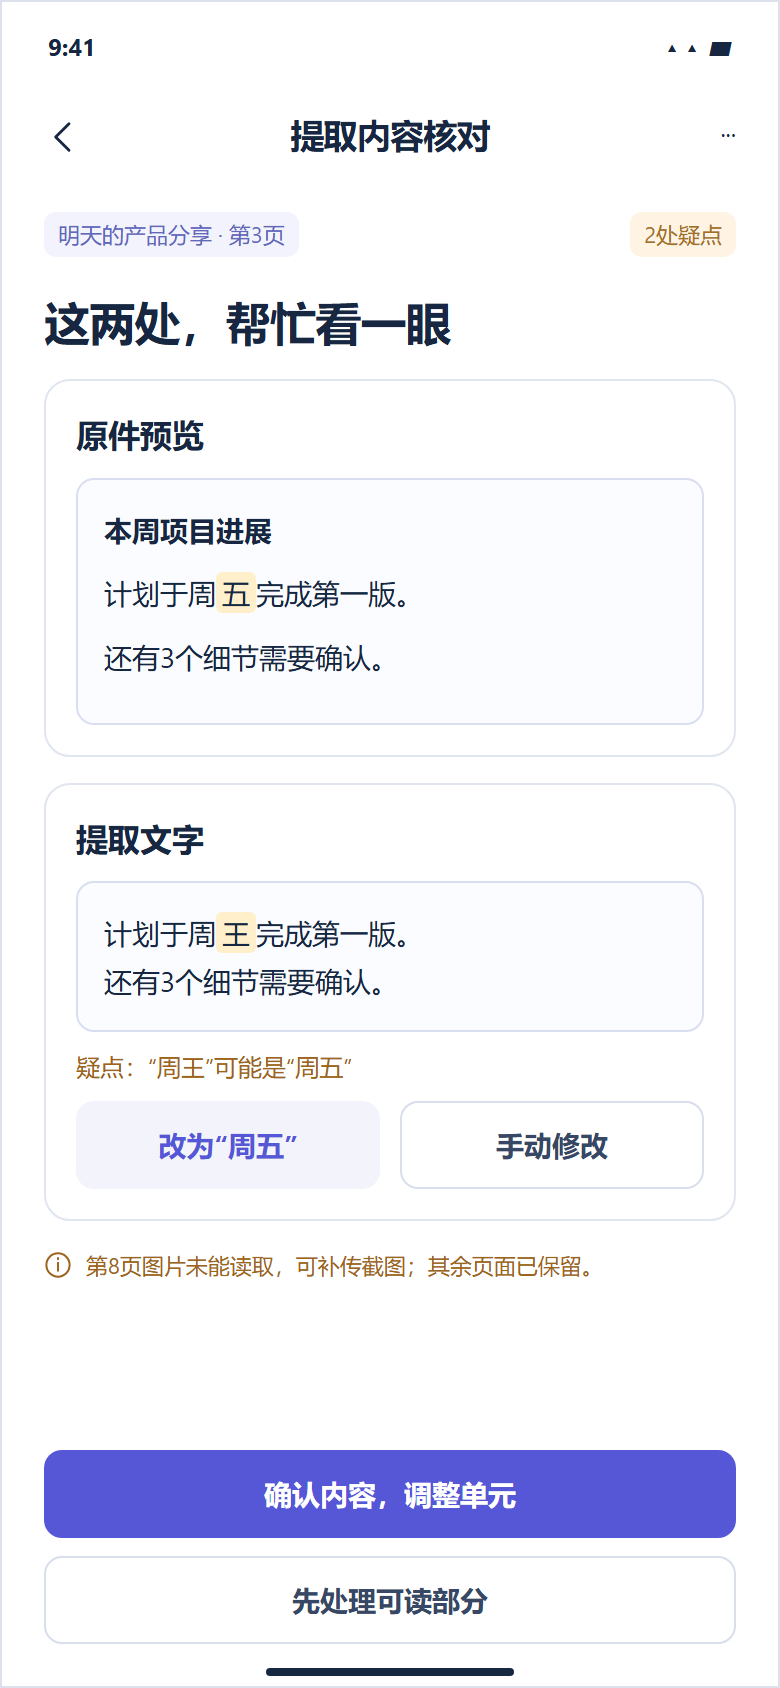 9:41
提取内容核对
...
明天的产品分享 · 第3页
2处疑点
这两处，帮忙看一眼
原件预览
本周项目进展
计划于周五完成第一版。
还有3个细节需要确认。
提取文字
计划于周王完成第一版。
还有3个细节需要确认。
疑点：“周王”可能是“周五”
改为“周五”
手动修改
第8页图片未能读取，可补传截图；其余页面已保留。
确认内容，调整单元
先处理可读部分